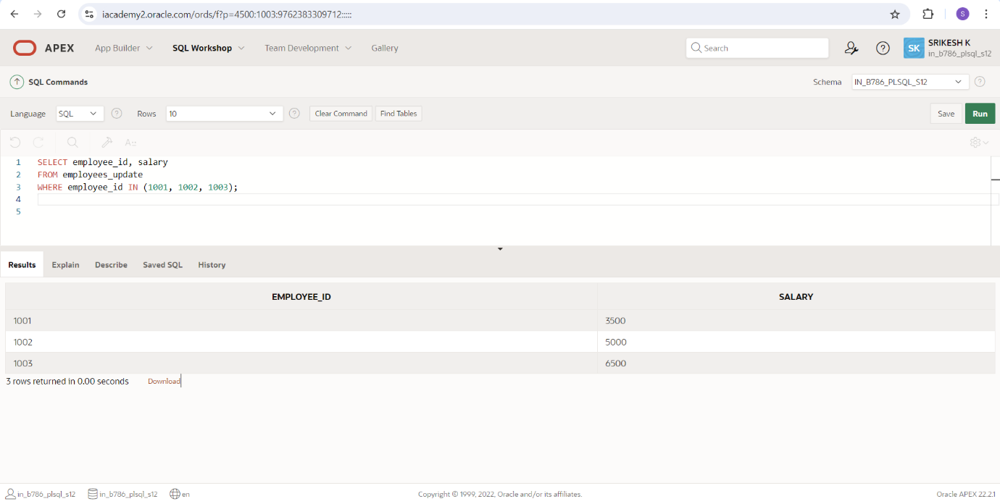 iacademy2.oracle.com/ords/f?p=4500:1003:9762383309712:::::
S
APEX App Builder SQL Workshop Team Development Gallery Search SK SRIKESH K
in_b786_plsql_s12
SQL Commands Schema IN_B786_PLSQL_S12
Language SQL Rows 10 Clear Command Find Tables Save Run
1 SELECT employee_id, salary
2 FROM employees_update
3 WHERE employee_id IN (1001, 1002, 1003);
4
5
Results Explain Describe Saved SQL History
EMPLOYEE_ID SALARY
1001 3500
1002 5000
1003 6500
3 rows returned in 0.00 seconds Download
in_b786_plsql_s12 in_b786_plsql_s12 en Copyright © 1999, 2022, Oracle and/or its affiliates. Oracle APEX 22.2.1